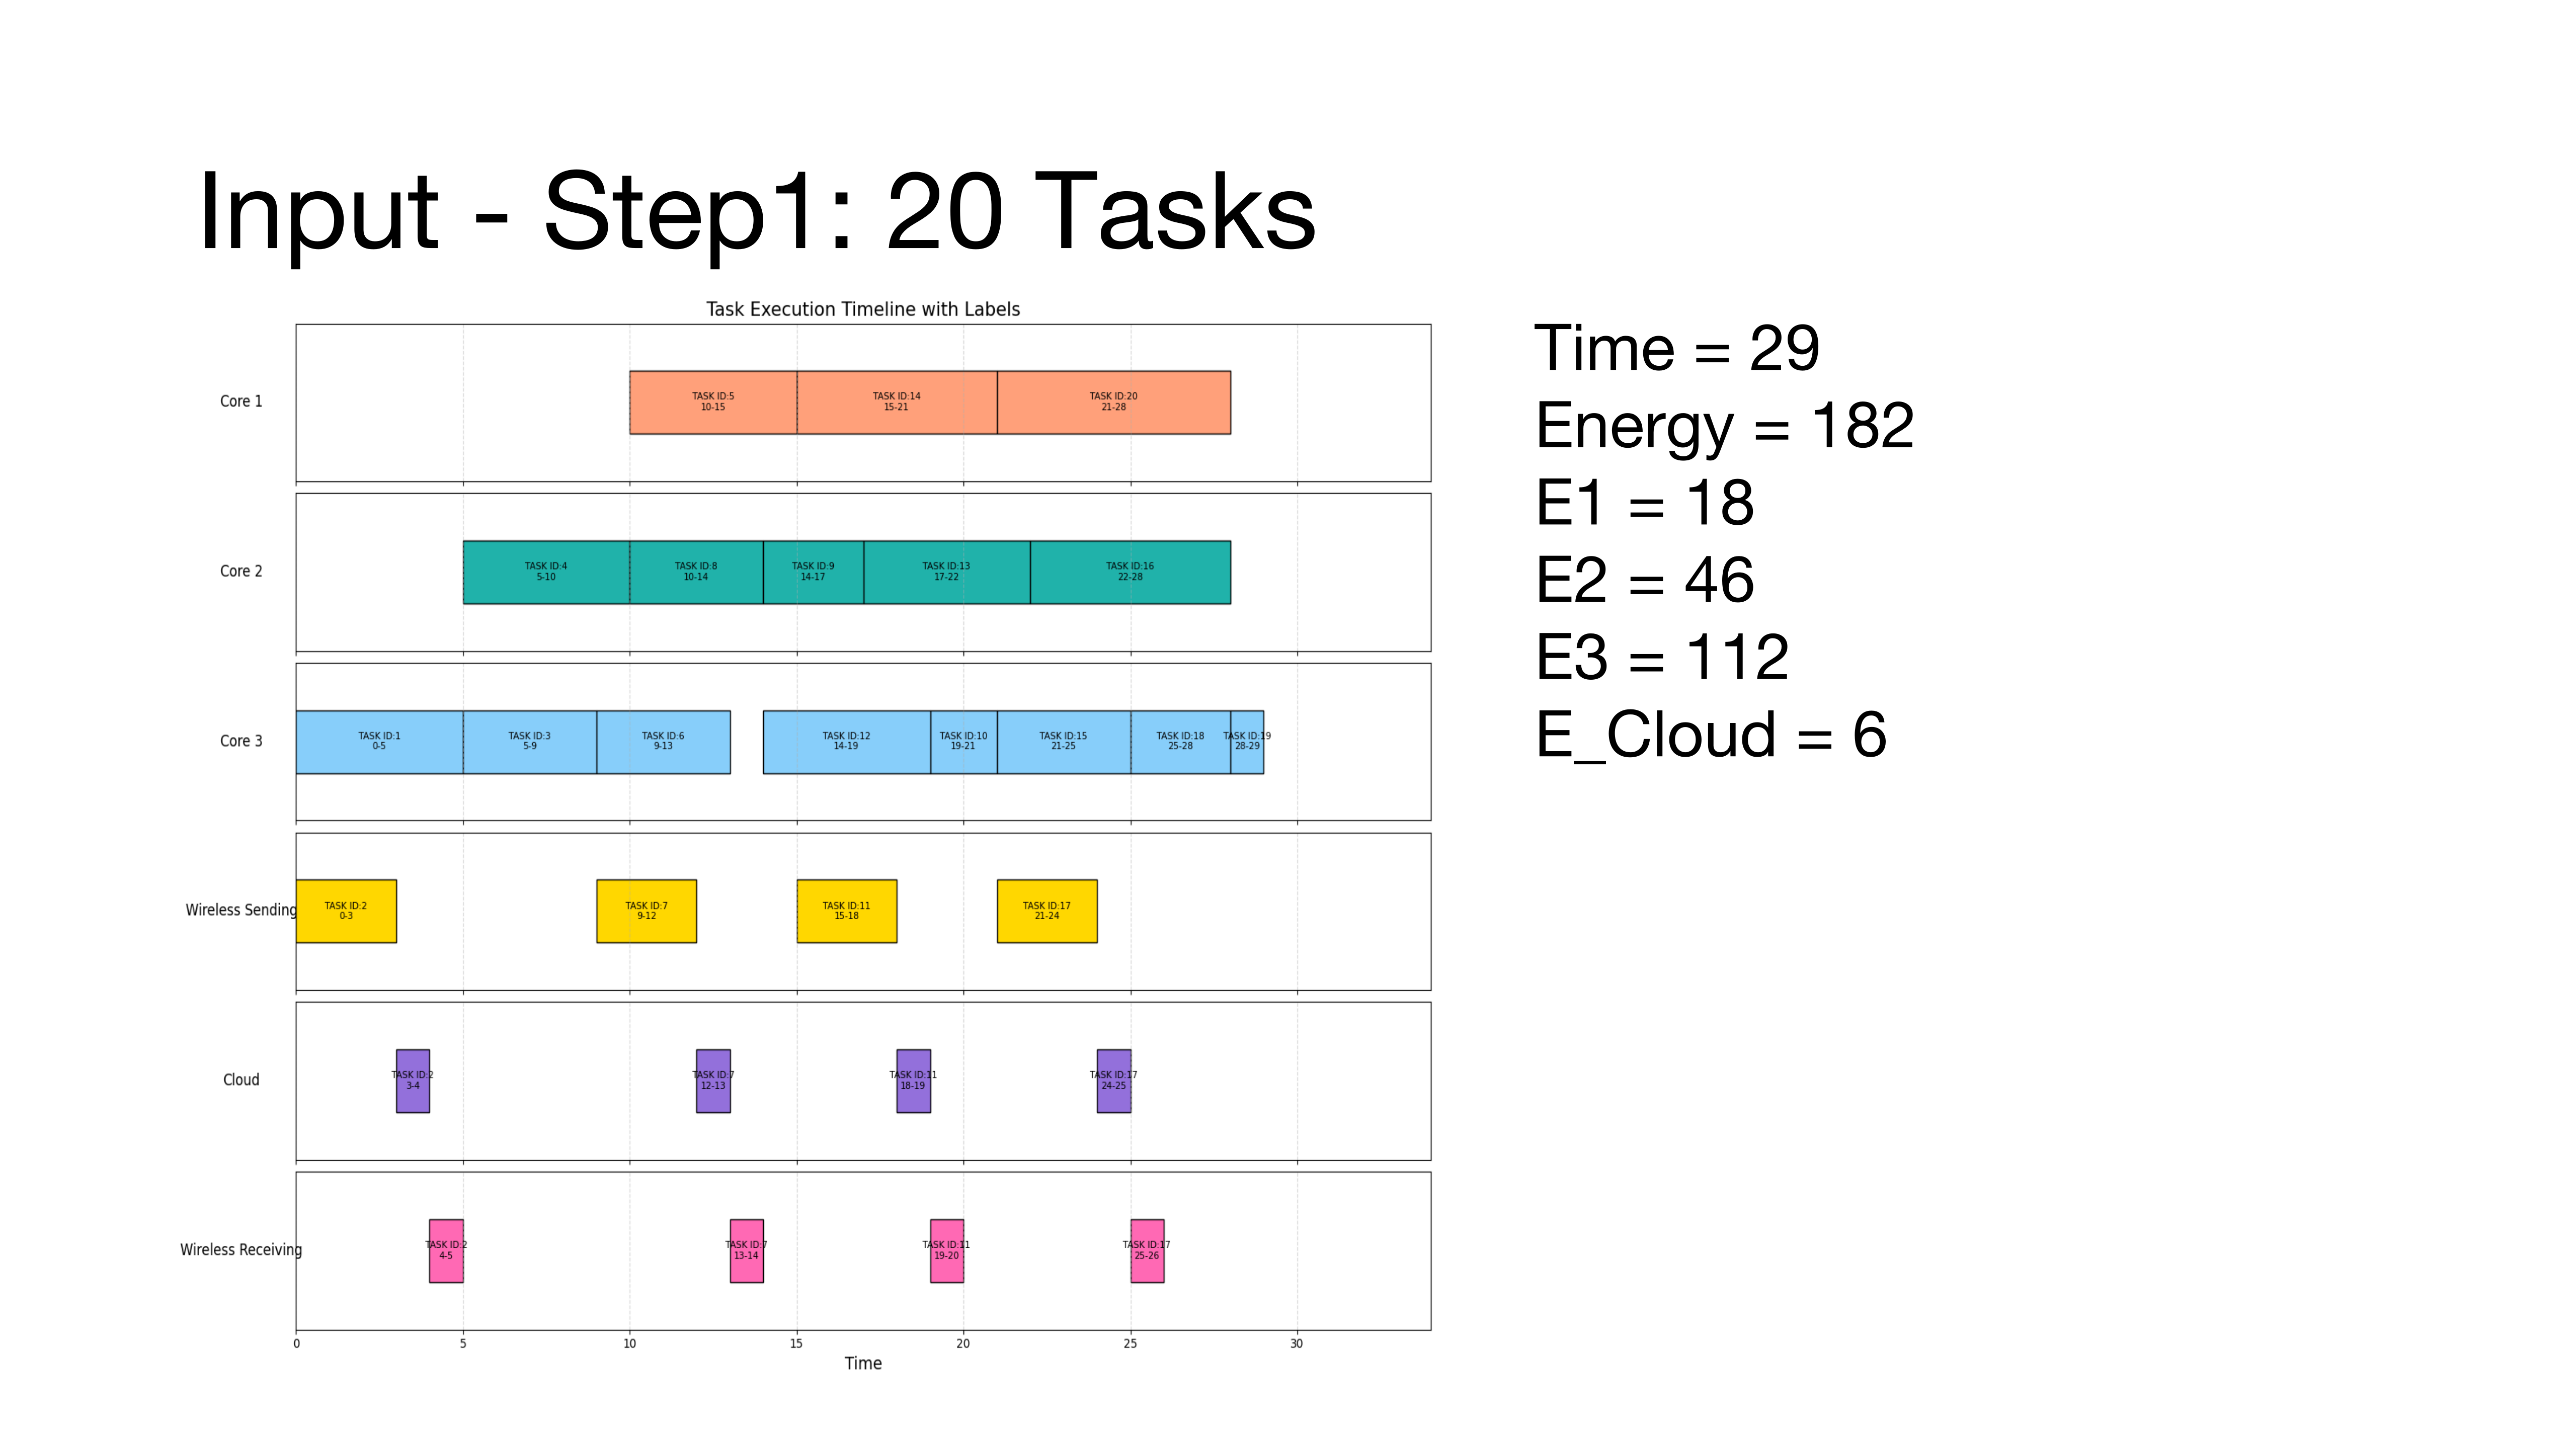 Input - Step1: 20 Tasks
Task Execution Timeline with Labels
Core 1
TASK ID:5
10-15
TASK ID:14
15-21
TASK ID:20
21-28
Core 2
TASK ID:4
5-10
TASK ID:8
10-14
TASK ID:9
14-17
TASK ID:13
17-22
TASK ID:16
22-28
Core 3
TASK ID:1
0-5
TASK ID:3
5-9
TASK ID:6
9-13
TASK ID:12
14-19
TASK ID:10
19-21
TASK ID:15
21-25
TASK ID:18
25-28
TASK ID:19
28-29
Wireless Sending
TASK ID:2
0-3
TASK ID:7
9-12
TASK ID:11
15-18
TASK ID:17
21-24
Cloud
TASK ID:2
3-4
TASK ID:7
12-13
TASK ID:11
18-19
TASK ID:17
24-25
Wireless Receiving
TASK ID:2
4-5
TASK ID:7
13-14
TASK ID:11
19-20
TASK ID:17
25-26
0 5 10 15 20 25 30
Time
Time = 29
Energy = 182
E1 = 18
E2 = 46
E3 = 112
E_Cloud = 6